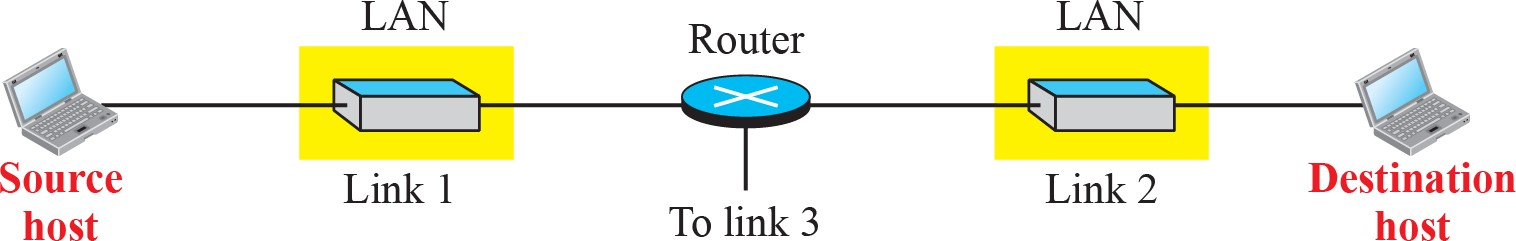 LAN
Router
LAN
Source
host
Link 1
To link 3
Link 2
Destination
host